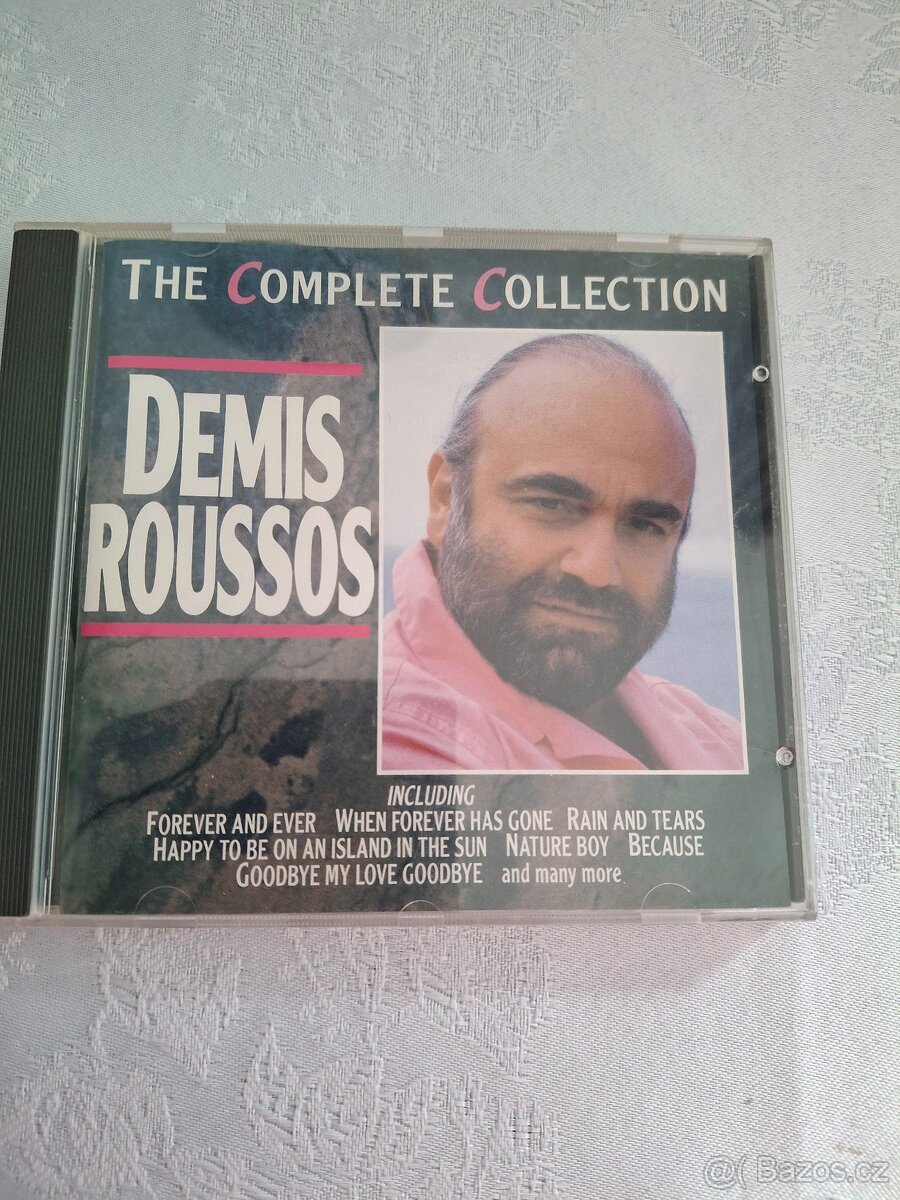 THE COMPLETE COLLECTION
DEMIS
ROUSSOS
INCLUDING
FOREVER AND EVER WHEN FOREVER HAS GONE RAIN AND TEARS
HAPPY TO BE ON AN ISLAND IN THE SUN NATURE BOY BECAUSE
GOODBYE MY LOVE GOODBYE and many more
@( Bazos.cz